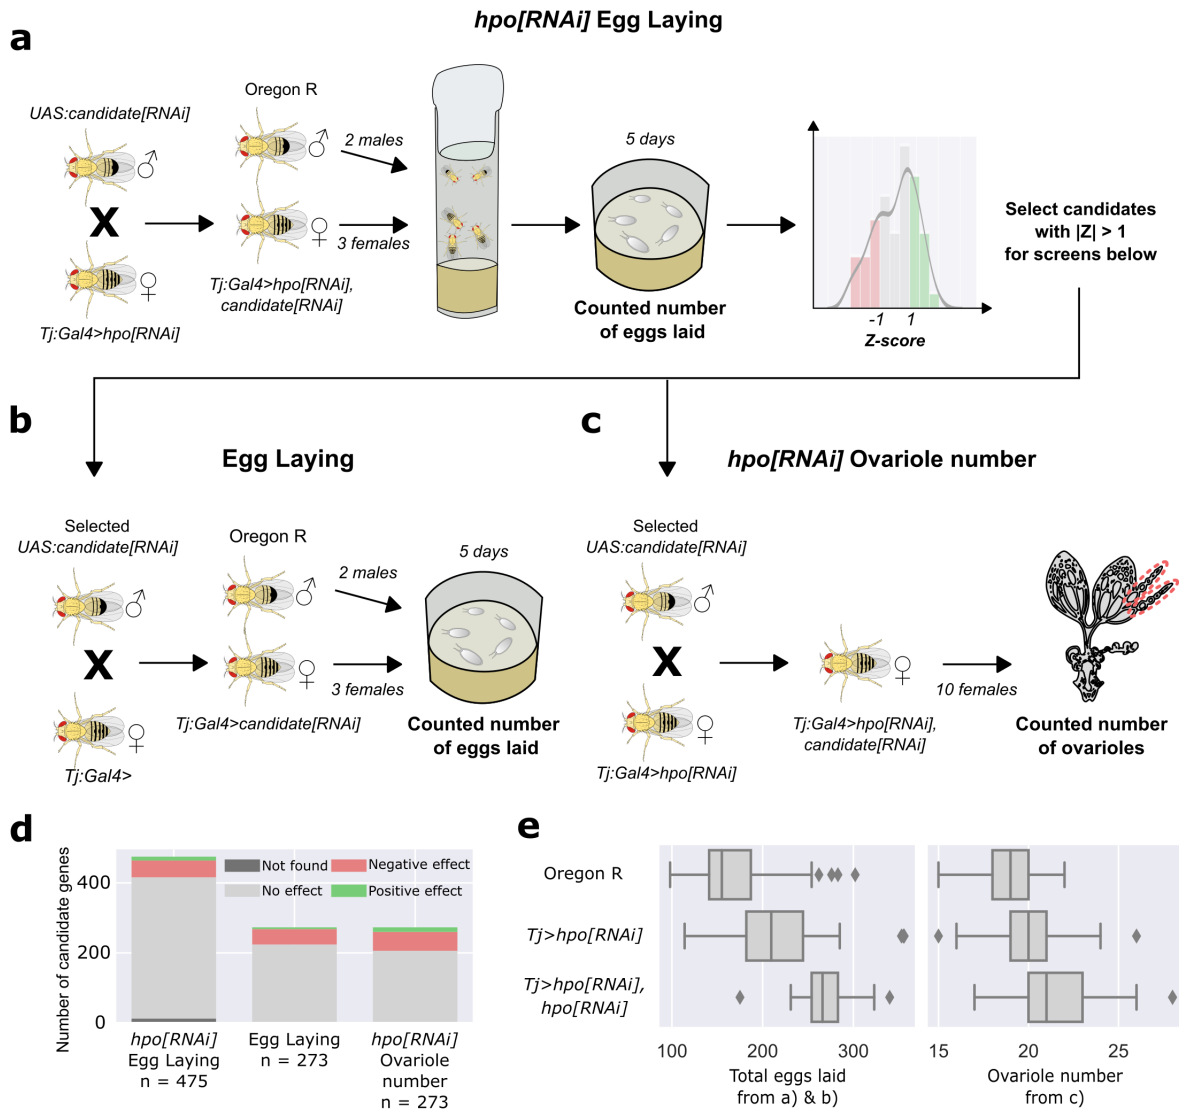 a
hpo[RNAi] Egg Laying
UAS:candidate[RNAi]
♂
X
♀
Tj:Gal4>hpo[RNAi]
Oregon R
♂
♀
Tj:Gal4>hpo[RNAi],
candidate[RNAi]
2 males
3 females
5 days
Counted number
of eggs laid
-1 1
Z-score
Select candidates
with |Z| > 1
for screens below
b
Egg Laying
Selected
UAS:candidate[RNAi]
♂
X
♀
Tj:Gal4>
Oregon R
♂
♀
Tj:Gal4>candidate[RNAi]
2 males
3 females
5 days
Counted number
of eggs laid
c
hpo[RNAi] Ovariole number
Selected
UAS:candidate[RNAi]
♂
X
♀
Tj:Gal4>hpo[RNAi]
♀
Tj:Gal4>hpo[RNAi],
candidate[RNAi]
10 females
Counted number
of ovarioles
d
Number of candidate genes
400
200
0
Not found
Negative effect
No effect
Positive effect
hpo[RNAi]
Egg Laying
n = 475
Egg Laying
n = 273
hpo[RNAi]
Ovariole
number
n = 273
e
Oregon R
Tj>hpo[RNAi]
Tj>hpo[RNAi],
hpo[RNAi]
100 200 300
Total eggs laid
from a) & b)
15 20 25
Ovariole number
from c)